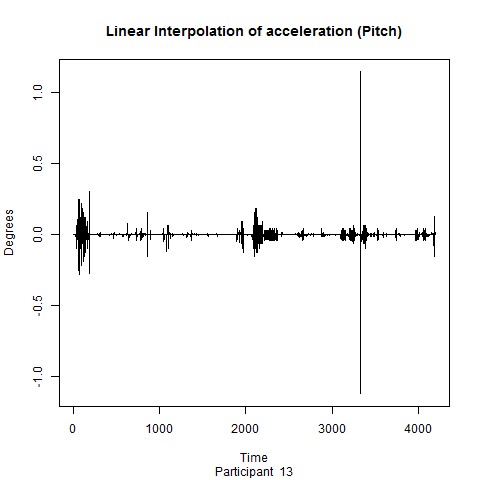 Linear Interpolation of acceleration (Pitch)
1.0
0.5
0.0
-0.5
-1.0
Degrees
0 1000 2000 3000 4000
Time
Participant 13